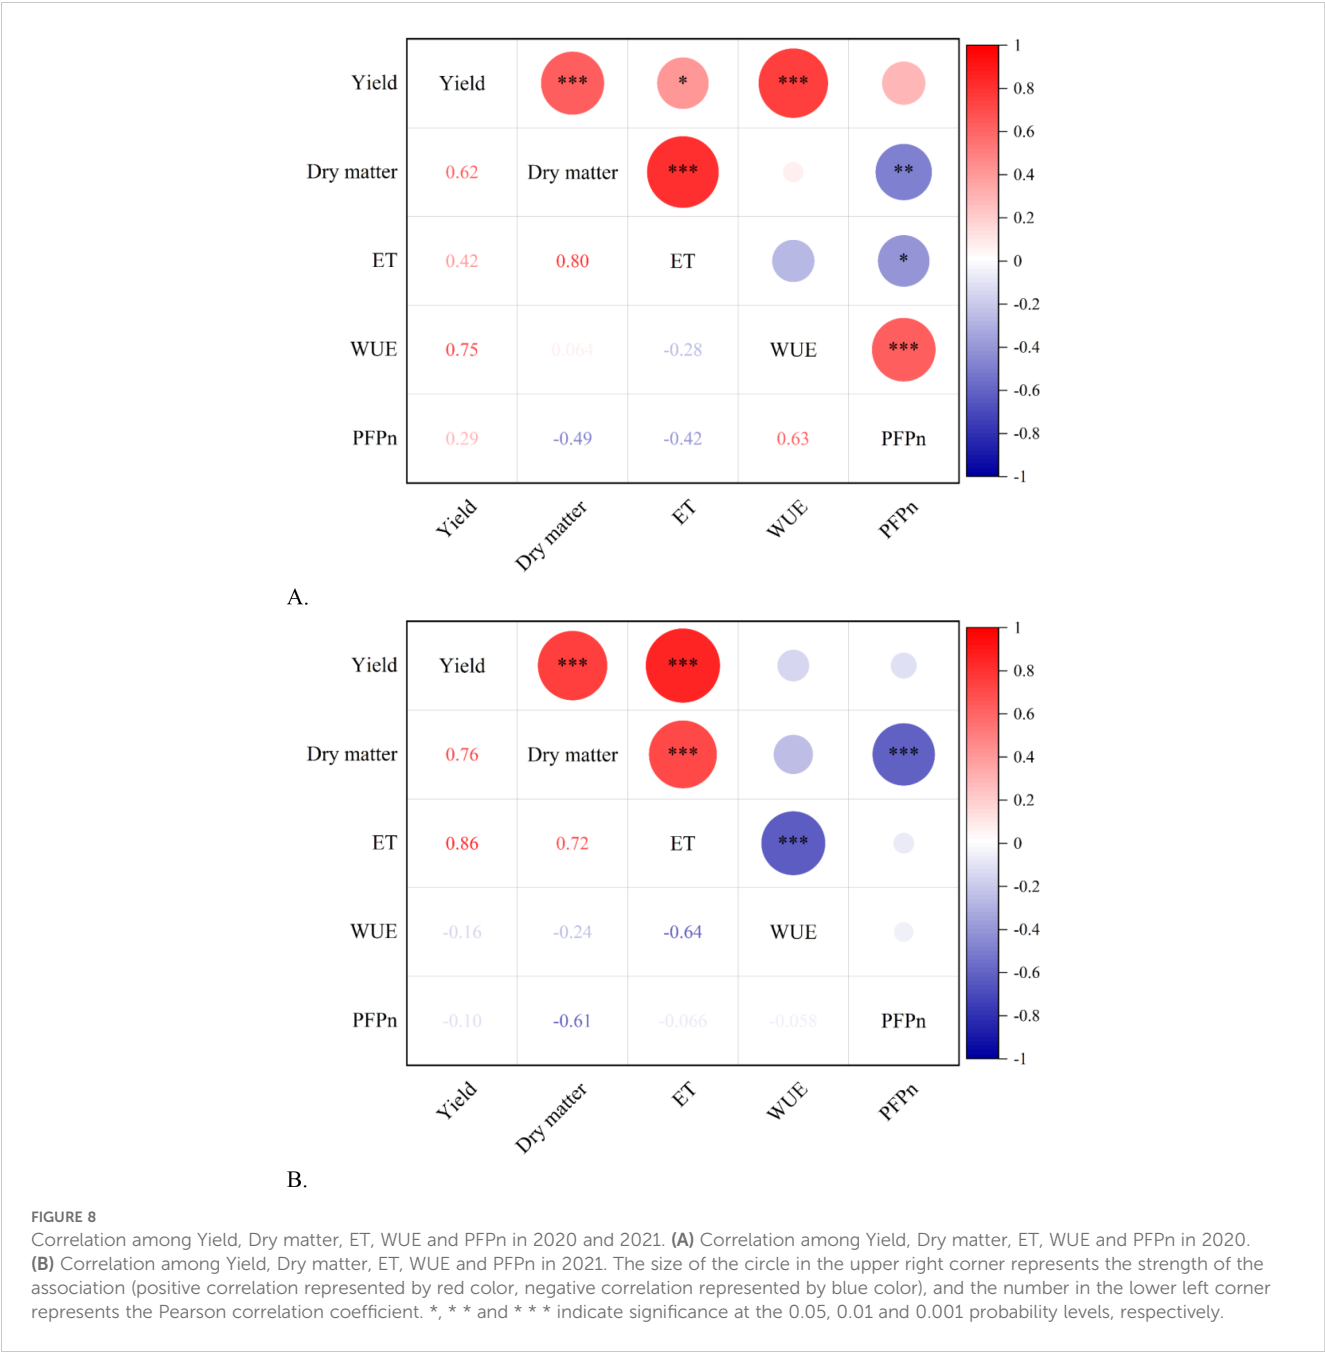 Yield Yield *** * *** 1
0.8
Dry matter 0.62 Dry matter *** ** 0.6
0.4
0.2
ET 0.42 0.80 ET * 0
-0.2
WUE 0.75 0.064 -0.28 WUE *** -0.4
-0.6
PFPn 0.29 -0.49 -0.42 0.63 PFPn -0.8
-1
Yield Dry matter ET WUE PFPn
A.
Yield Yield *** *** 1
0.8
Dry matter 0.76 Dry matter *** *** 0.6
0.4
0.2
ET 0.86 0.72 ET *** 0
-0.2
WUE -0.16 -0.24 -0.64 WUE -0.4
-0.6
PFPn -0.10 -0.61 -0.066 -0.058 PFPn -0.8
-1
Yield Dry matter ET WUE PFPn
B.
FIGURE 8
Correlation among Yield, Dry matter, ET, WUE and PFPn in 2020 and 2021. (A) Correlation among Yield, Dry matter, ET, WUE and PFPn in 2020.
(B) Correlation among Yield, Dry matter, ET, WUE and PFPn in 2021. The size of the circle in the upper right corner represents the strength of the
association (positive correlation represented by red color, negative correlation represented by blue color), and the number in the lower left corner
represents the Pearson correlation coefficient. *, * * and * * * indicate significance at the 0.05, 0.01 and 0.001 probability levels, respectively.